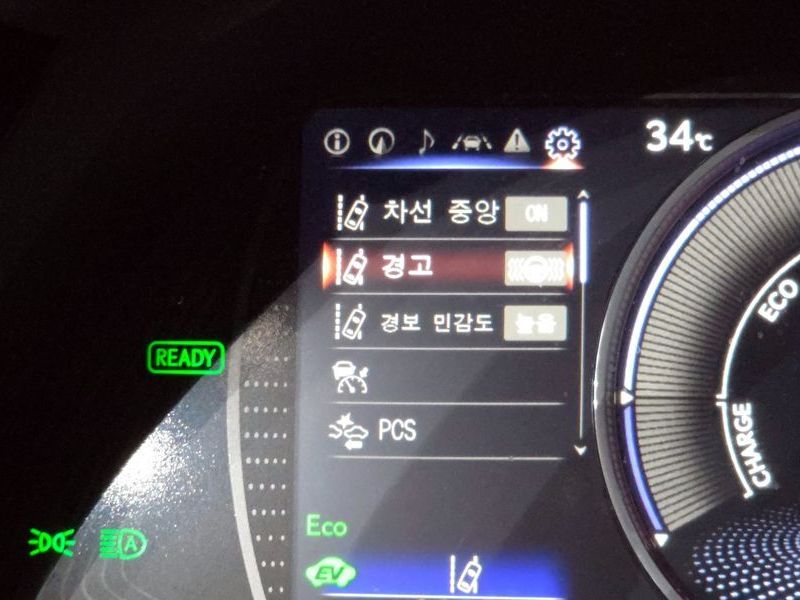 34℃
차선 중앙 ON
경고
경보 민감도 높음
PCS
READY
ECO
CHARGE
A
Eco
EV